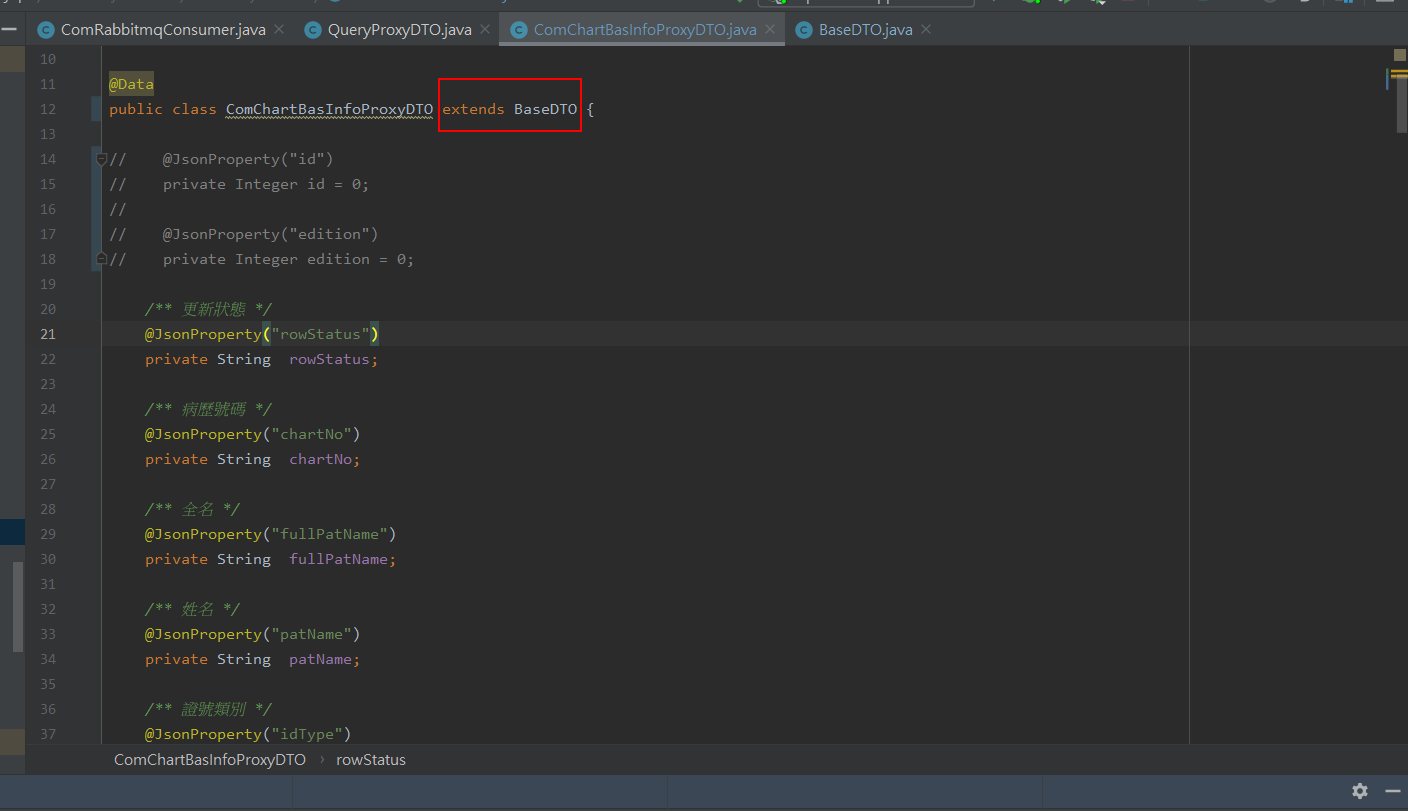 ComRabbitmqConsumer.java QueryProxyDTO.java ComChartBasInfoProxyDTO.java BaseDTO.java
10
11 @Data
12 public class ComChartBasInfoProxyDTO extends BaseDTO {
13
14 //    @JsonProperty("id")
15 //    private Integer id = 0;
16 //
17 //    @JsonProperty("edition")
18 //    private Integer edition = 0;
19
20 /** 更新狀態 */
21 @JsonProperty("rowStatus")
22 private String  rowStatus;
23
24 /** 病歷號碼 */
25 @JsonProperty("chartNo")
26 private String  chartNo;
27
28 /** 全名 */
29 @JsonProperty("fullPatName")
30 private String  fullPatName;
31
32 /** 姓名 */
33 @JsonProperty("patName")
34 private String  patName;
35
36 /** 證號類別 */
37 @JsonProperty("idType")
ComChartBasInfoProxyDTO › rowStatus